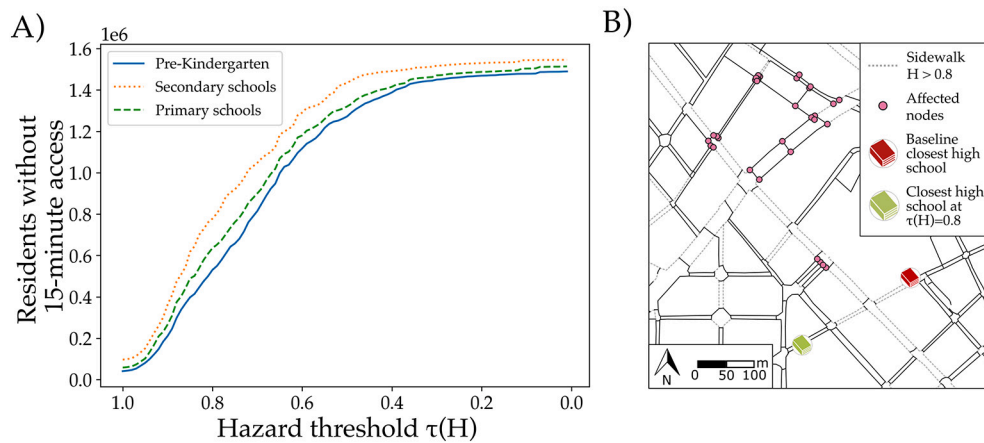 A)
1e6
Residents without
15-minute access
1.6
1.4
1.2
1.0
0.8
0.6
0.4
0.2
0.0
Pre-Kindergarten
Secondary schools
Primary schools
1.0 0.8 0.6 0.4 0.2 0.0
Hazard threshold τ(H)
B)
Sidewalk
H > 0.8
Affected
nodes
Baseline
closest high
school
Closest high
school at
τ(H)=0.8
N
0 50 100 m